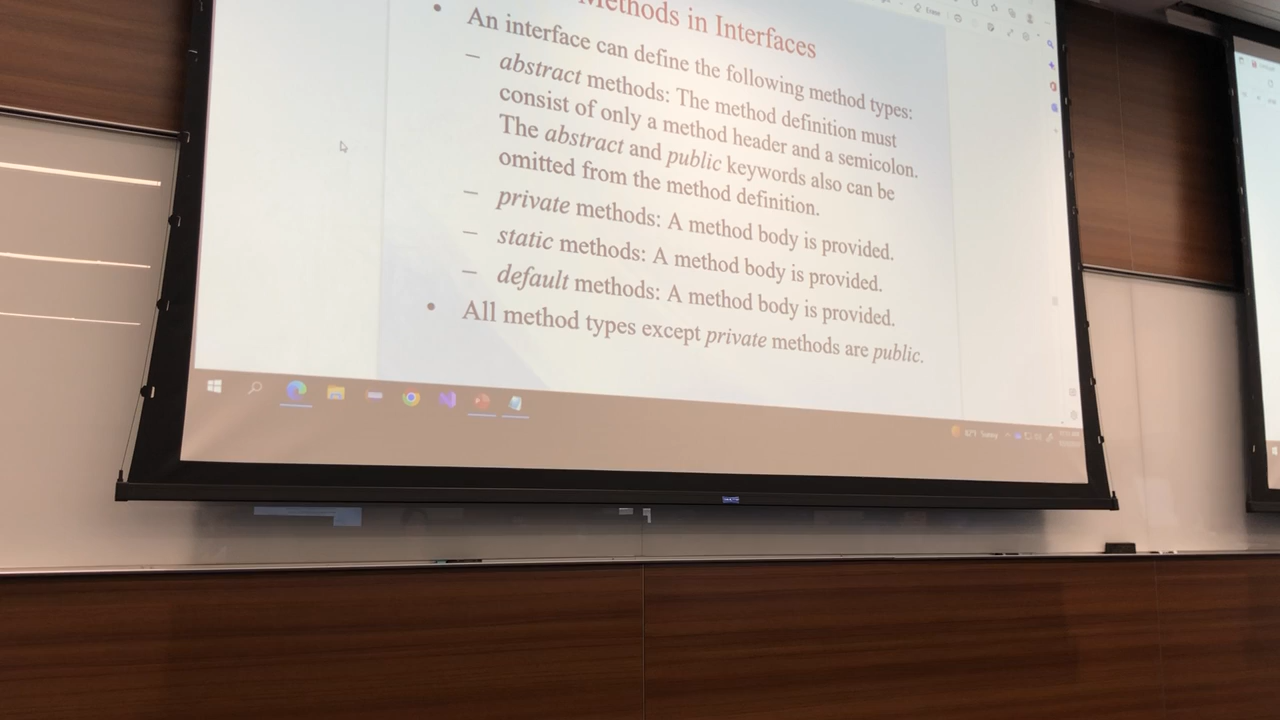 Methods in Interfaces
• An interface can define the following method types:
– abstract methods: The method definition must
consist of only a method header and a semicolon.
The abstract and public keywords also can be
omitted from the method definition.
– private methods: A method body is provided.
– static methods: A method body is provided.
– default methods: A method body is provided.
• All method types except private methods are public.
Erase
Sunny